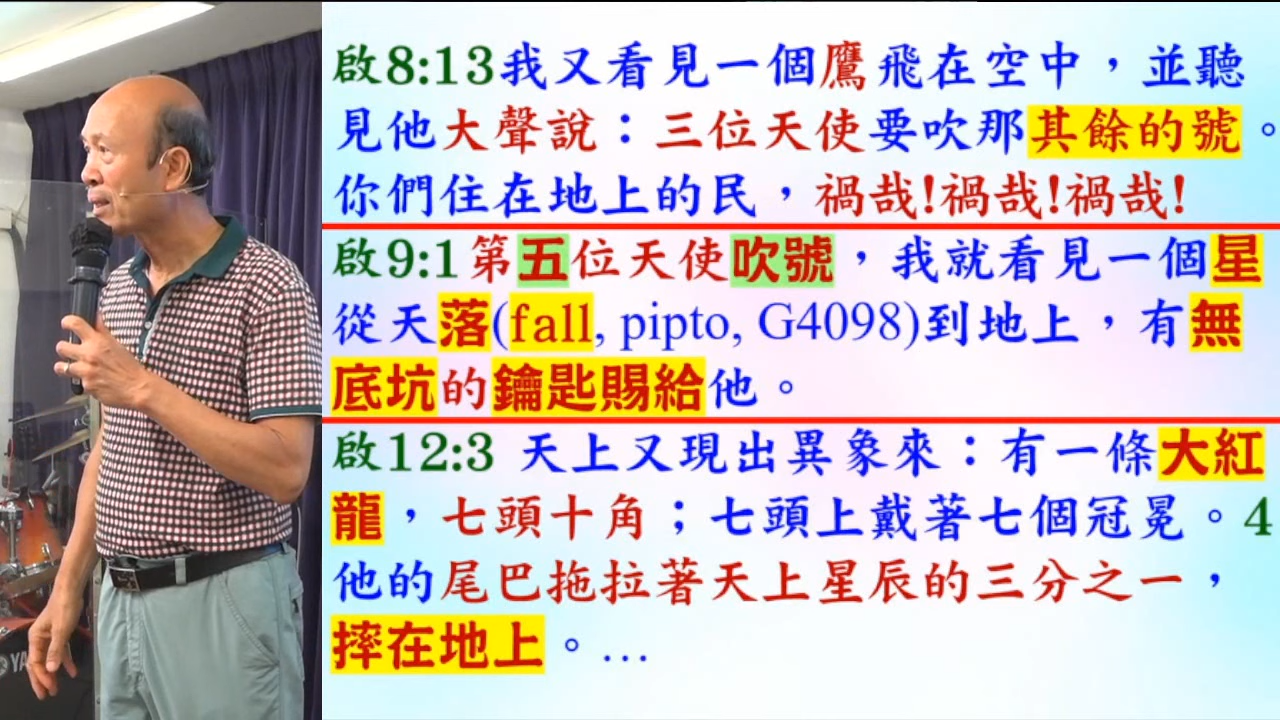 啟8:13我又看見一個鷹飛在空中，並聽
見他大聲說：三位天使要吹那其餘的號。
你們住在地上的民，禍哉!禍哉!禍哉!
啟9:1第五位天使吹號，我就看見一個星
從天落(fall, pipto, G4098)到地上，有無
底坑的鑰匙賜給他。
啟12:3 天上又現出異象來：有一條大紅
龍，七頭十角；七頭上戴著七個冠冕。4
他的尾巴拖拉著天上星辰的三分之一，
摔在地上。…
YA